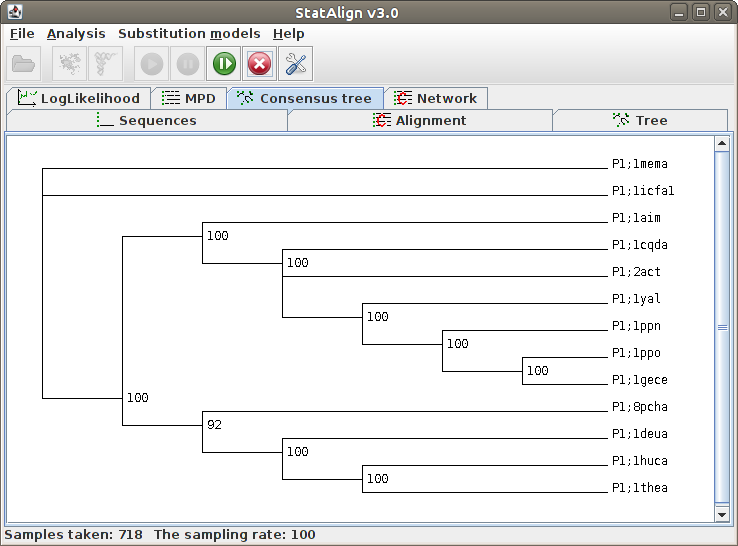 StatAlign v3.0
File Analysis Substitution models Help
LogLikelihood MPD Consensus tree Network
Sequences Alignment Tree
P1;1mema
P1;1icfal
P1;1aim
100
P1;1cqda
100
P1;2act
P1;1yal
100
P1;1ppn
100
P1;1ppo
100
P1;1gece
100
P1;8pcha
92
P1;1deua
100
P1;1huca
100
P1;1thea
Samples taken: 718 The sampling rate: 100